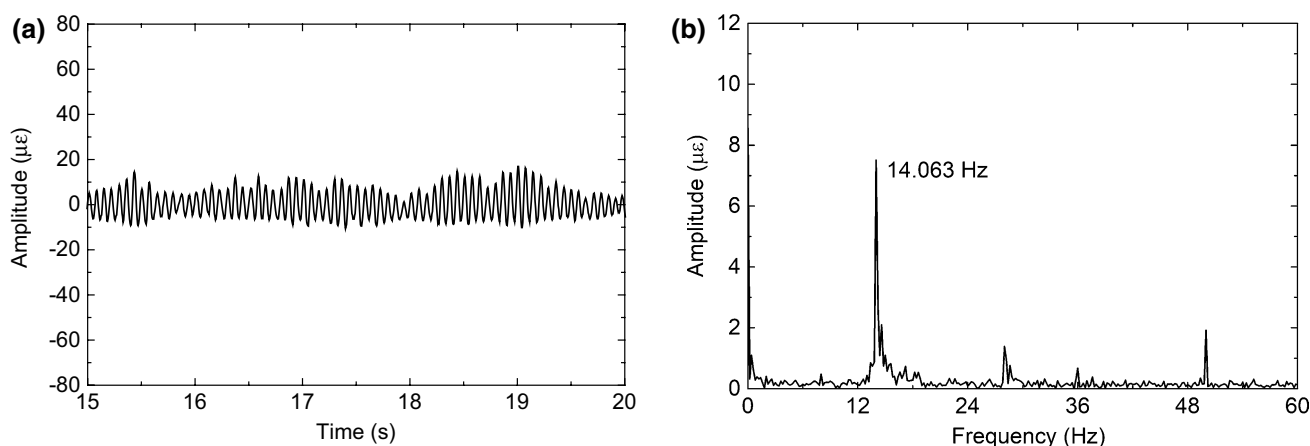 (a)
80
60
40
20
0
-20
-40
-60
-80
Amplitude (με)
15 16 17 18 19 20
Time (s)
(b)
12
10
8
6
4
2
0
Amplitude (με)
14.063 Hz
0 12 24 36 48 60
Frequency (Hz)